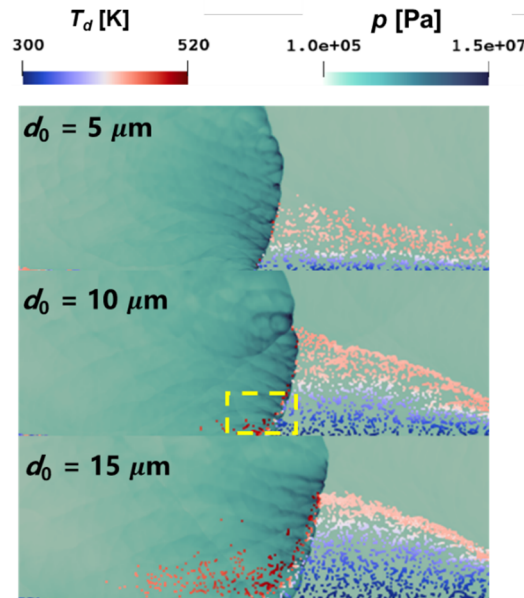 T_d [K]
p [Pa]
300
520
1.0e+05
1.5e+07
d_0 = 5 μm
d_0 = 10 μm
d_0 = 15 μm